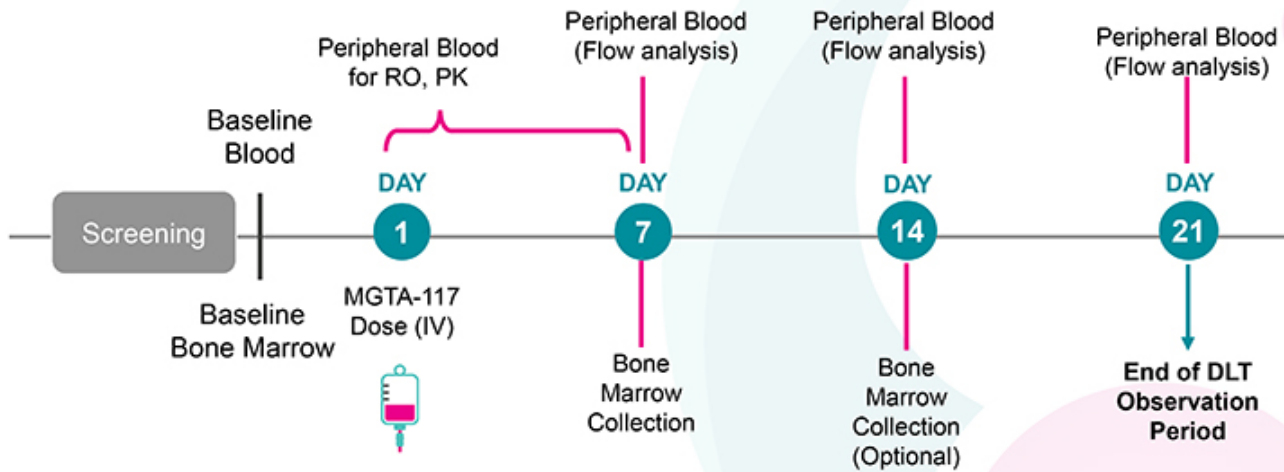 Peripheral Blood
for RO, PK
Peripheral Blood
(Flow analysis)
Peripheral Blood
(Flow analysis)
Peripheral Blood
(Flow analysis)
Baseline
Blood
DAY
DAY
DAY
DAY
Screening
1
7
14
21
Baseline
Bone Marrow
MGTA-117
Dose (IV)
Bone
Marrow
Collection
Bone
Marrow
Collection
(Optional)
End of DLT
Observation
Period